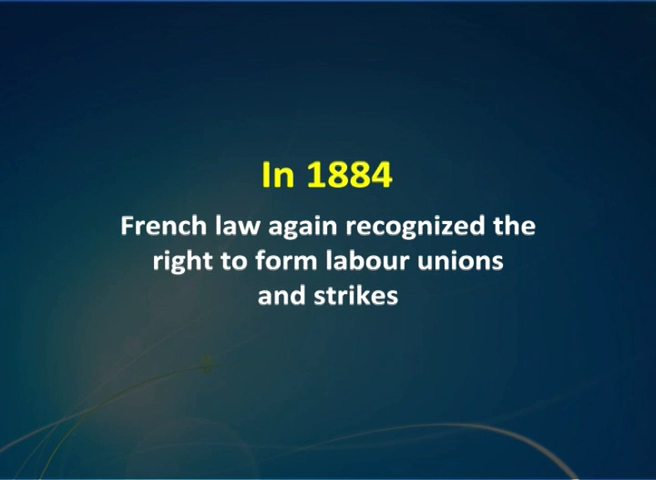 In 1884
French law again recognized the
right to form labour unions
and strikes